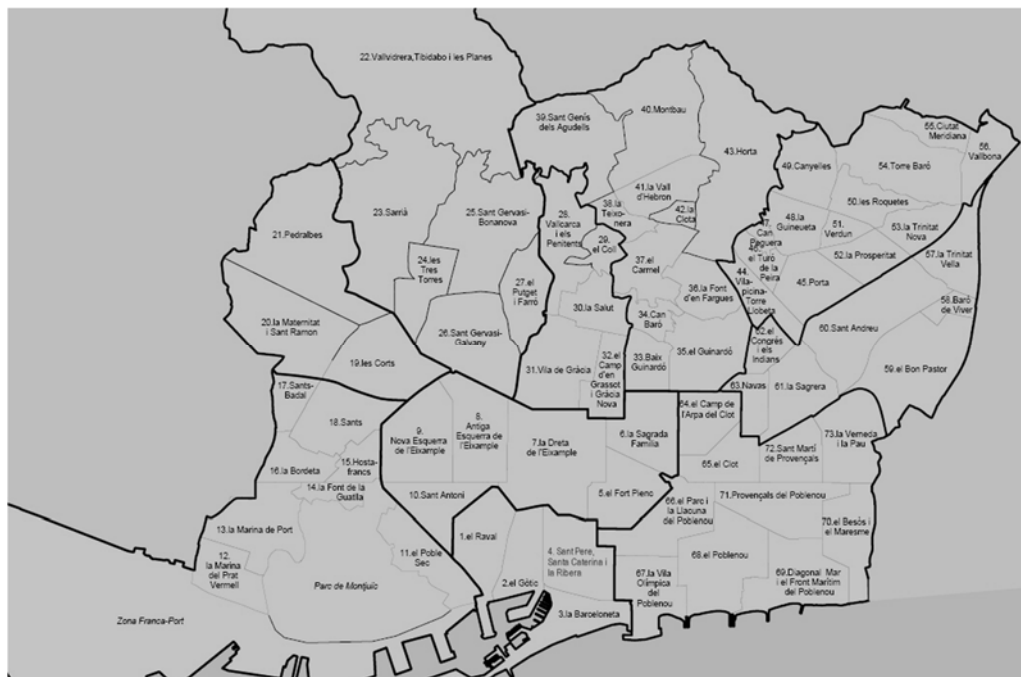 22.Vallvidrera,Tibidabo i les Planes
39.Sant Genís
dels Agudells
40.Montbau
43.Horta
55.Ciutat
Meridiana
56.
Vallbona
49.Canyelles
54.Torre Baró
41.la Vall
d'Hebron
38.la
Teixo-
nera
42.la
Clota
50.les Roquetes
23.Sarrià
25.Sant Gervasi-
Bonanova
28.
Vallcarca
i els
Penitents
29.
el Coll
47.
Can
Peguera
48.la
Guineueta
51.
Verdun
53.la Trinitat
Nova
21.Pedralbes
24.les
Tres
Torres
37.el
Carmel
46.
el Turó
de la
Peira
52.la Prosperitat
57.la Trinitat
Vella
27.el
Putget
i Farró
36.la Font
d'en Fargues
44.
Vila-
picina-
Torre
Llobeta
45.Porta
30.la Salut
58.Baró
de Viver
20.la Maternitat
i Sant Ramon
26.Sant Gervasi-
Galvany
34.Can
Baró
60.Sant Andreu
62.el
Congrés
i els
Indians
19.les Corts
31.Vila de Gràcia
32.el
Camp
d'en
Grassot
i Gràcia
Nova
33.Baix
Guinardó
35.el Guinardó
59.el Bon Pastor
17.Sants-
Badal
63.Navas
61.la Sagrera
18.Sants
9.
Nova Esquerra
de l'Eixample
8.
Antiga
Esquerra de
l'Eixample
7.la Dreta
de l'Eixample
6.la Sagrada
Família
64.el Camp de
l'Arpa del Clot
73.la Verneda
i la Pau
72.Sant Martí
de Provençals
15.Hosta-
francs
16.la Bordeta
65.el Clot
14.la Font de la
Guatlla
10.Sant Antoni
5.el Fort Pienc
66.el Parc i
la Llacuna
del Poblenou
71.Provençals del Poblenou
13.la Marina de Port
1.el Raval
70.el Besòs i
el Maresme
12.
la Marina
del Prat
Vermell
11.el Poble
Sec
4. Sant Pere,
Santa Caterina i
la Ribera
68.el Poblenou
Parc de Montjuïc
2.el Gòtic
67.la Vila
Olímpica
del
Poblenou
69.Diagonal Mar
i el Front Marítim
del Poblenou
3.la Barceloneta
Zona Franca-Port